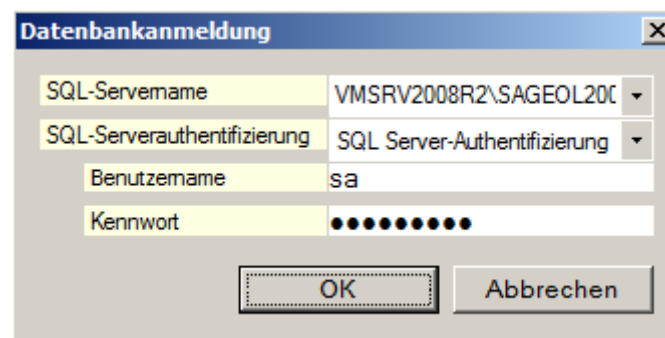 Datenbankanmeldung
SQL-Servername VMSRV2008R2\SAGEOL200
SQL-Serverauthentifizierung SQL Server-Authentifizierung
Benutzername sa
Kennwort ●●●●●●●●●
OK Abbrechen